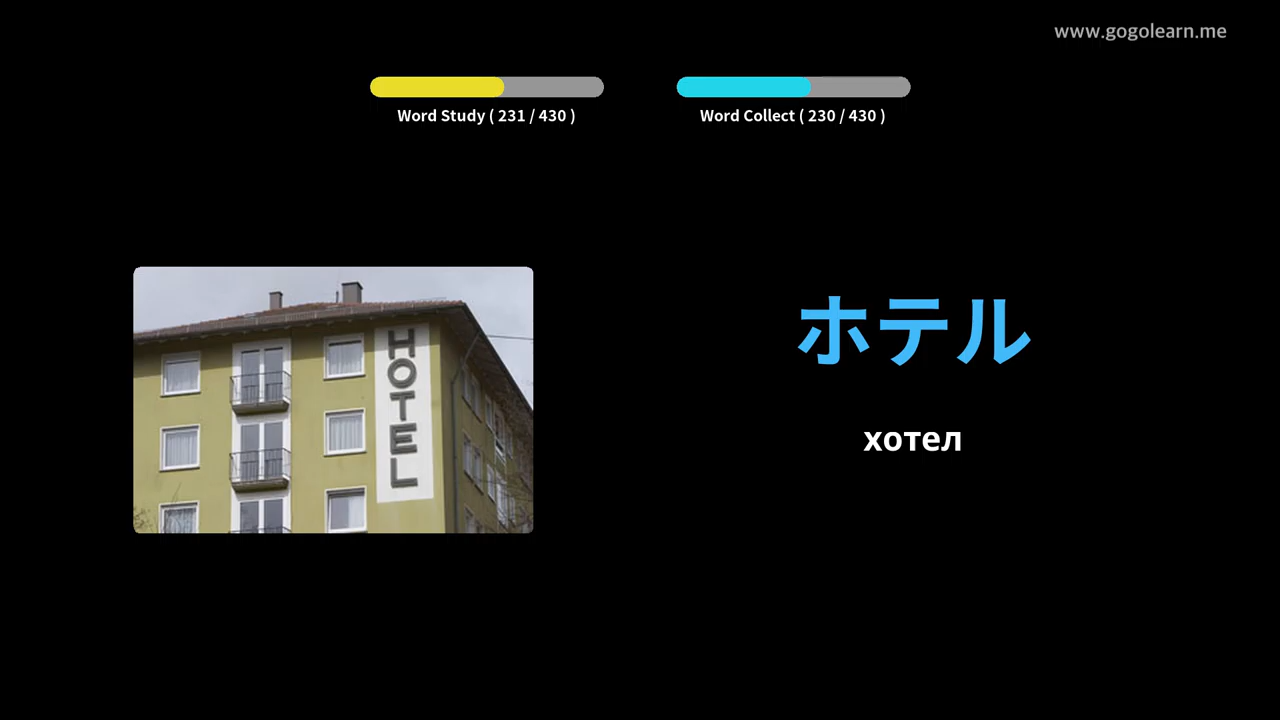 www.gogolearn.me
Word Study ( 231 / 430 )
Word Collect ( 230 / 430 )
HOTEL
ホテル
хотел